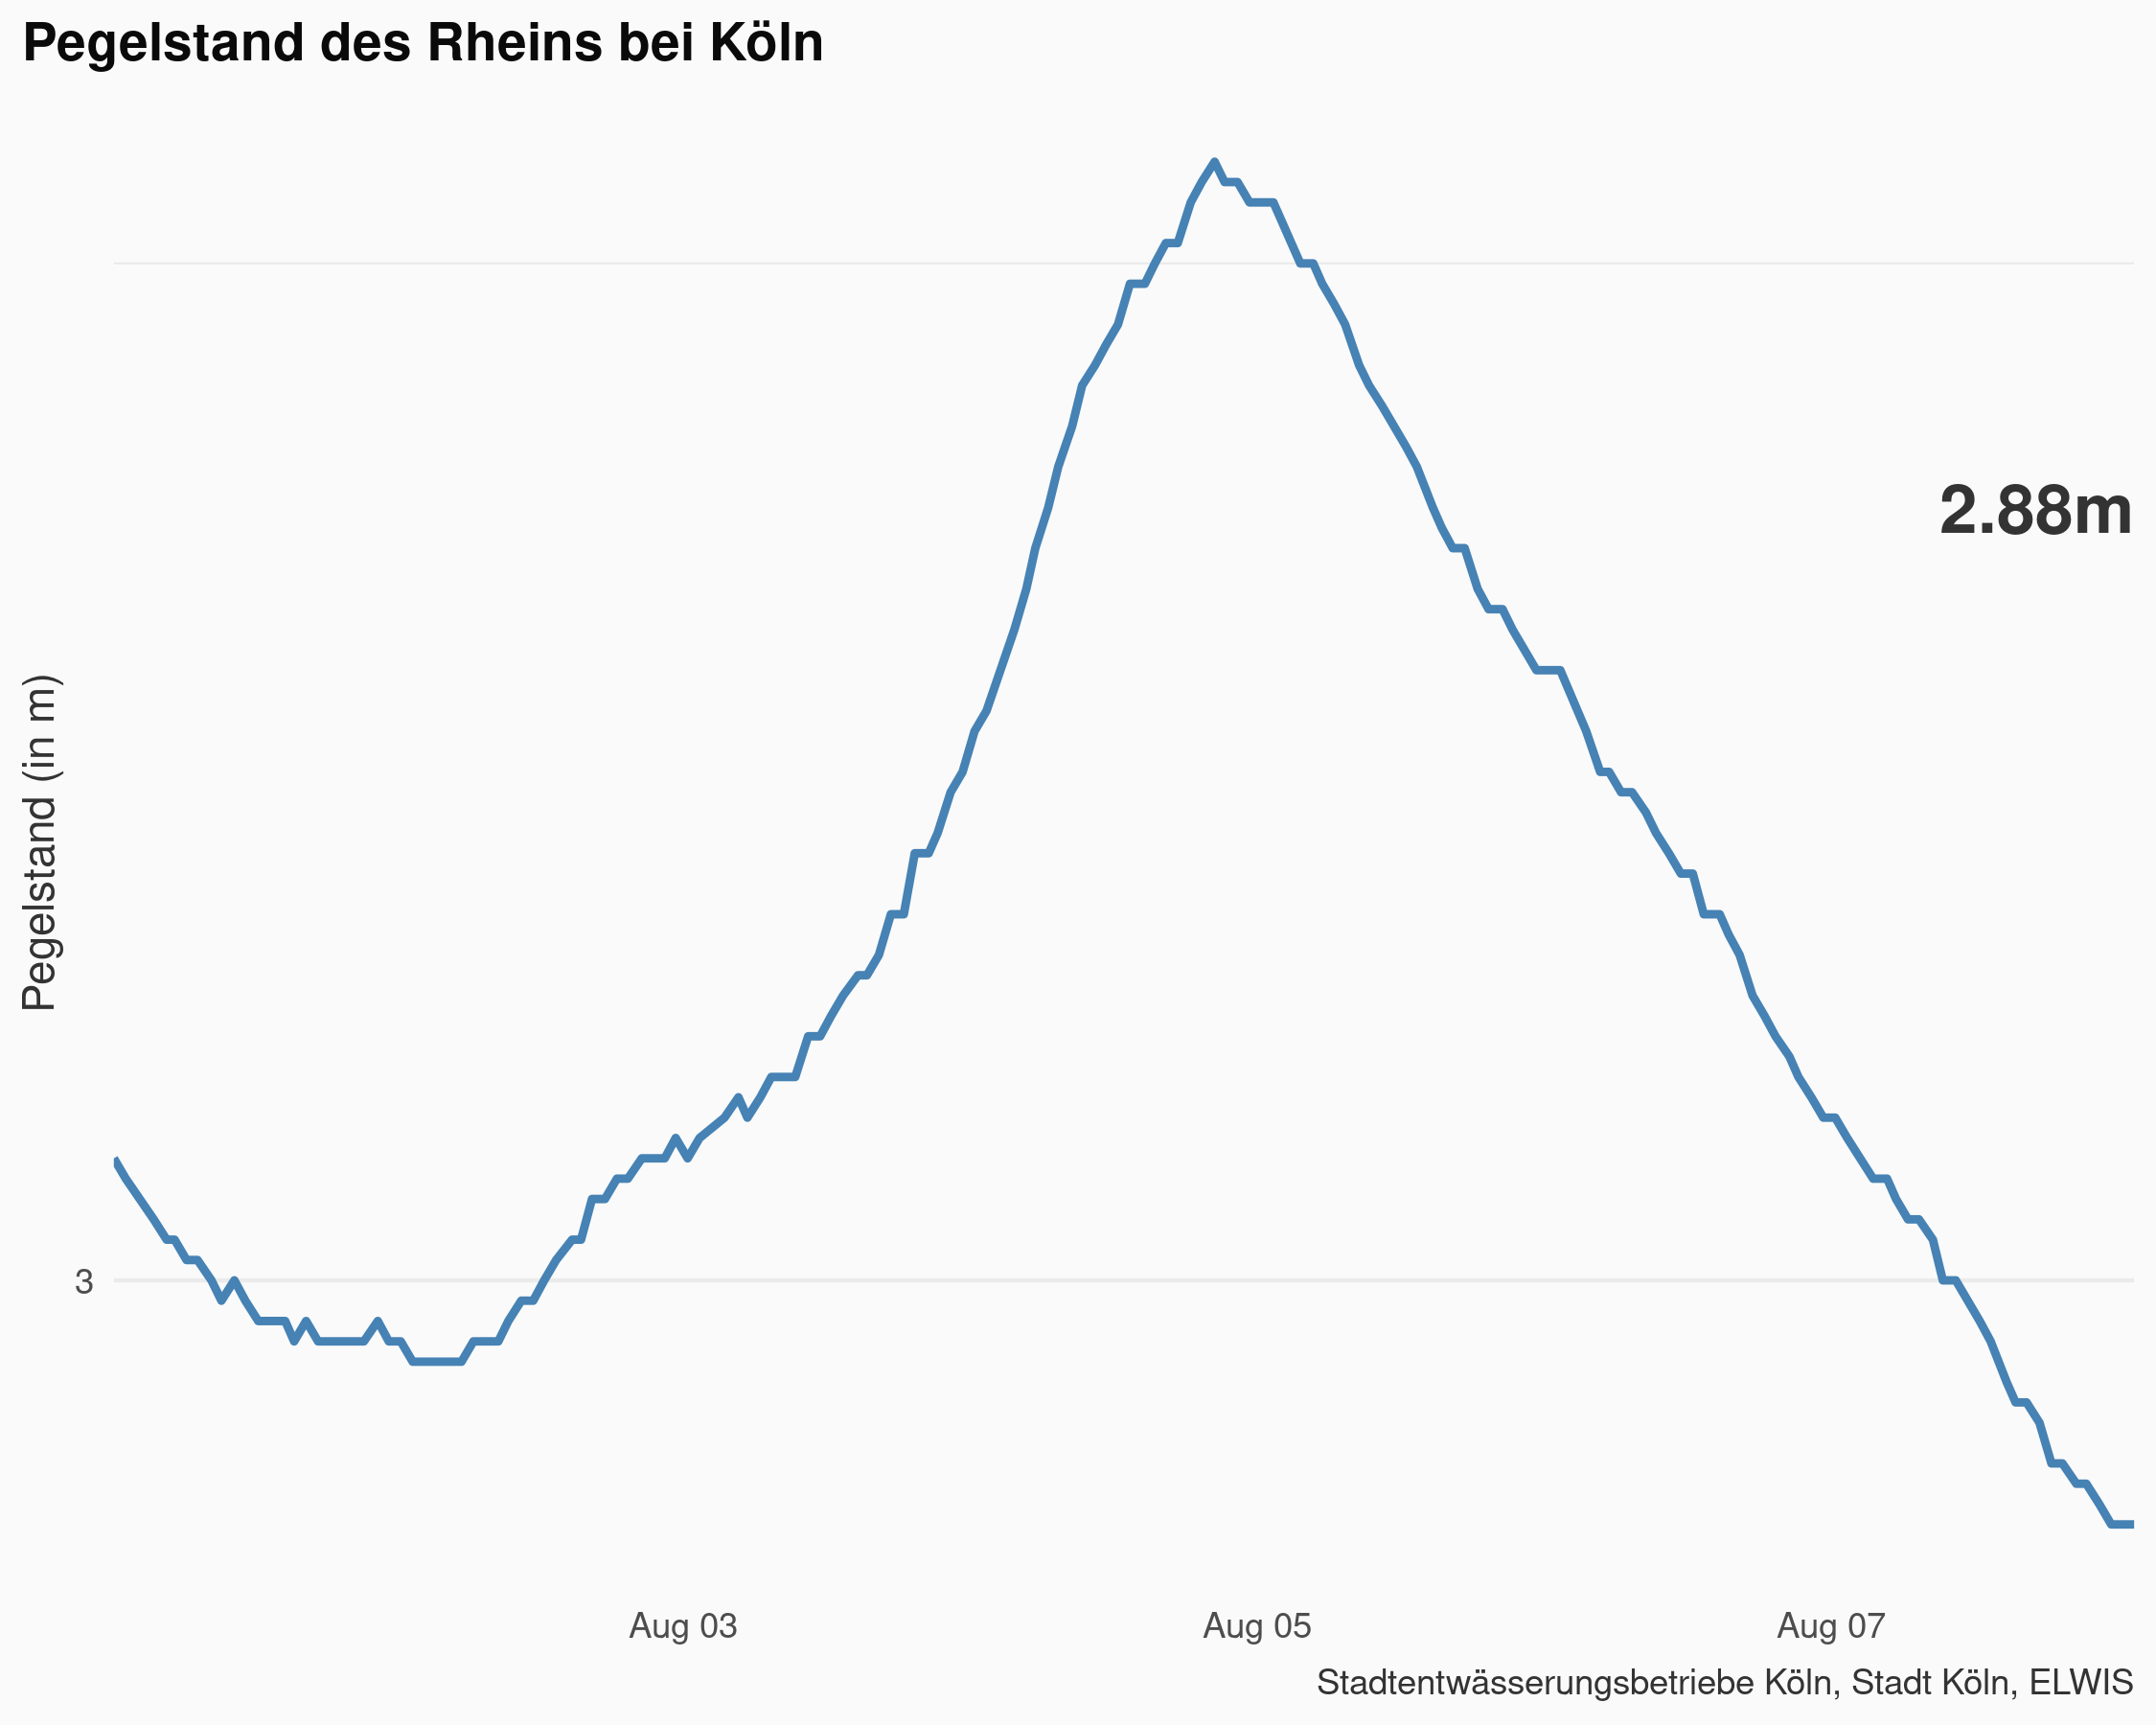 Pegelstand des Rheins bei Köln
2.88m
Pegelstand (in m)
3
Aug 03
Aug 05
Aug 07
Stadtentwässerungsbetriebe Köln, Stadt Köln, ELWIS